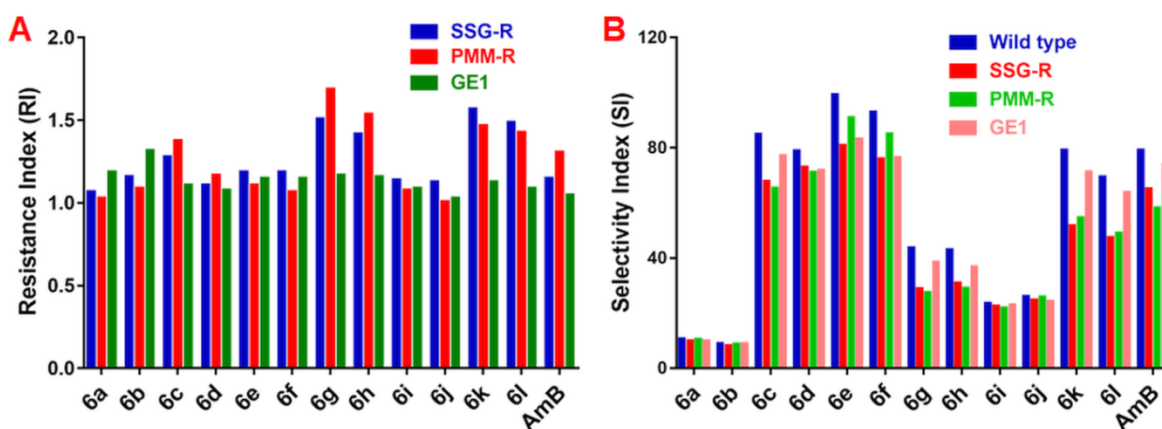 A
Resistance Index (RI)
2.0
1.5
1.0
0.5
0.0
SSG-R
PMM-R
GE1
6a 6b 6c 6d 6e 6f 6g 6h 6i 6j 6k 6l AmB
B
Selectivity Index (SI)
120
80
40
0
Wild type
SSG-R
PMM-R
GE1
6a 6b 6c 6d 6e 6f 6g 6h 6i 6j 6k 6l AmB